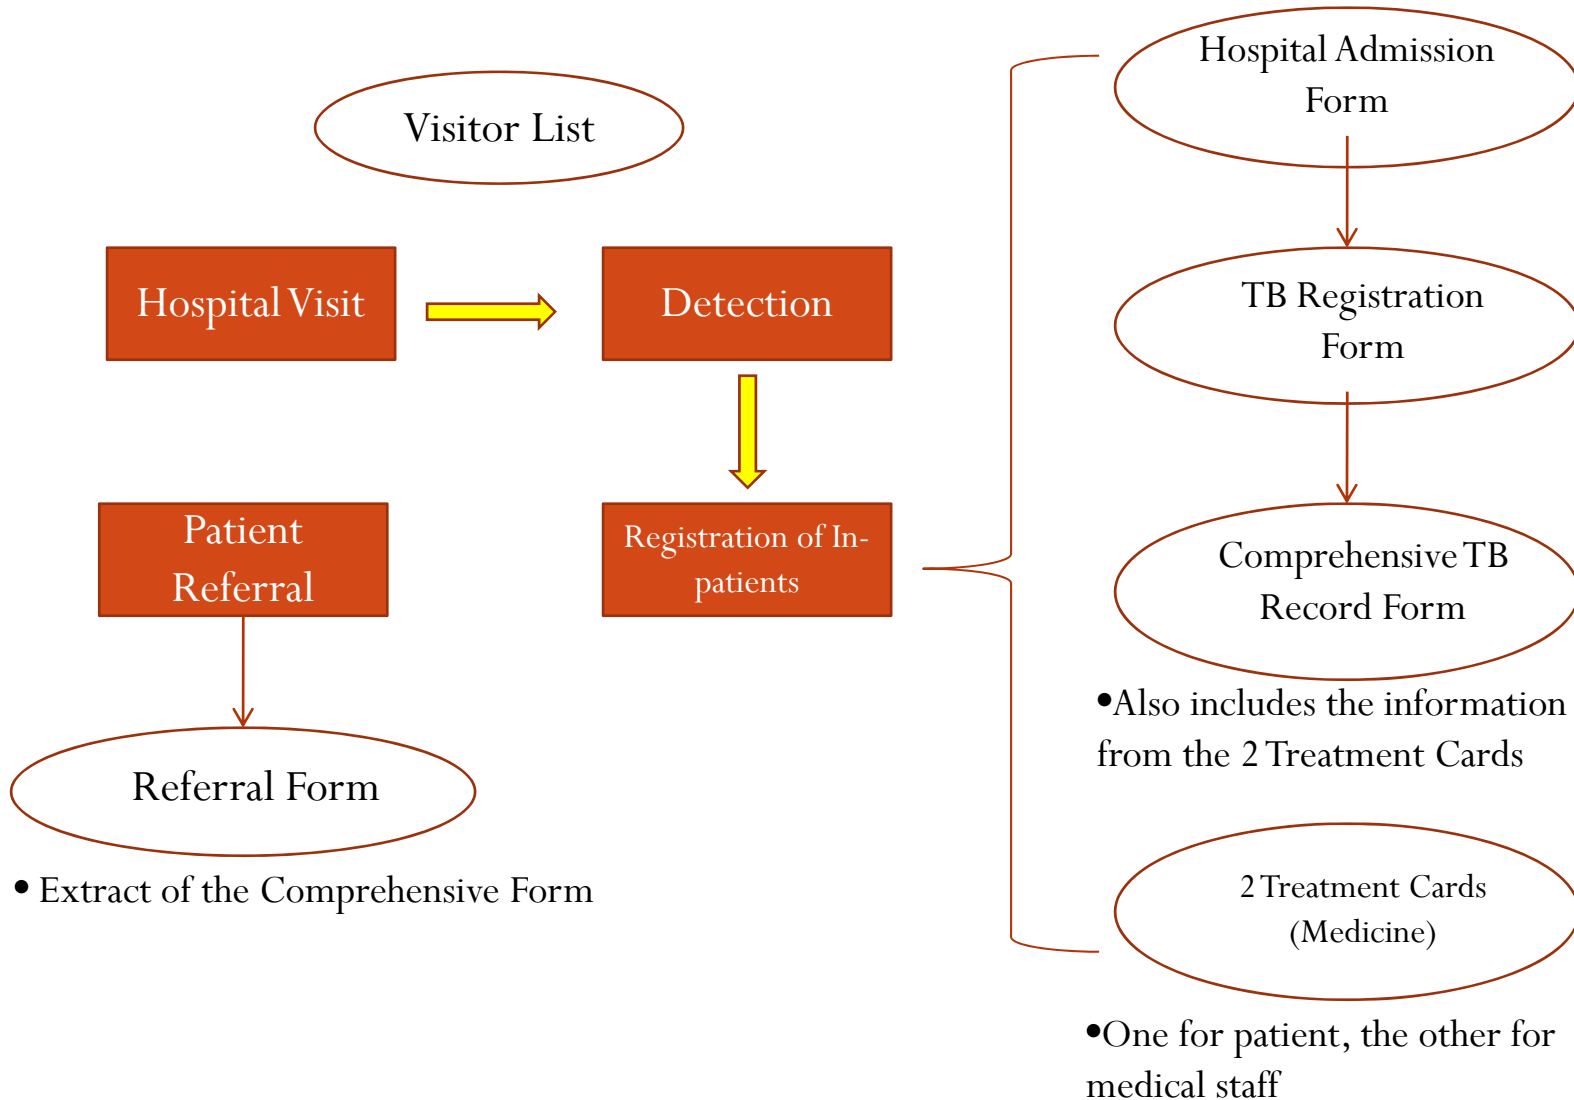 Visitor List
Hospital Visit
Detection
Registration of In-
patients
Patient
Referral
Referral Form
• Extract of the Comprehensive Form
Hospital Admission
Form
TB Registration
Form
Comprehensive TB
Record Form
•Also includes the information
from the 2 Treatment Cards
2 Treatment Cards
(Medicine)
•One for patient, the other for
medical staff